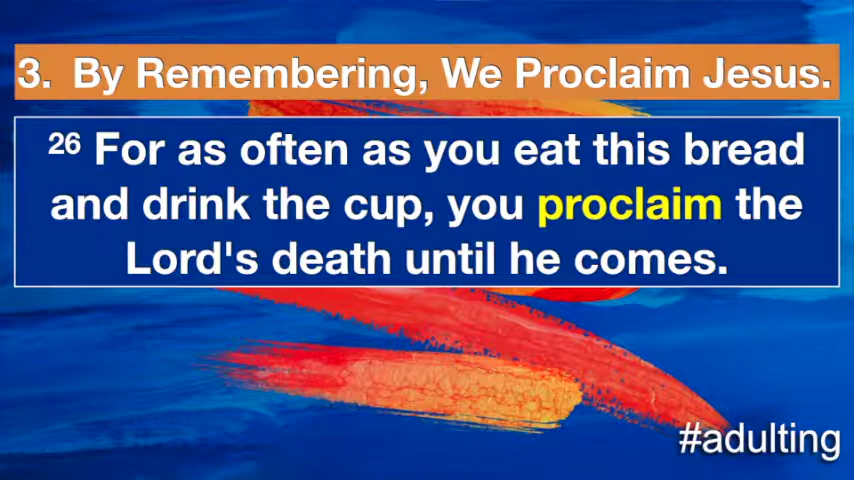 3. By Remembering, We Proclaim Jesus.
26 For as often as you eat this bread
and drink the cup, you proclaim the
Lord's death until he comes.
#adulting